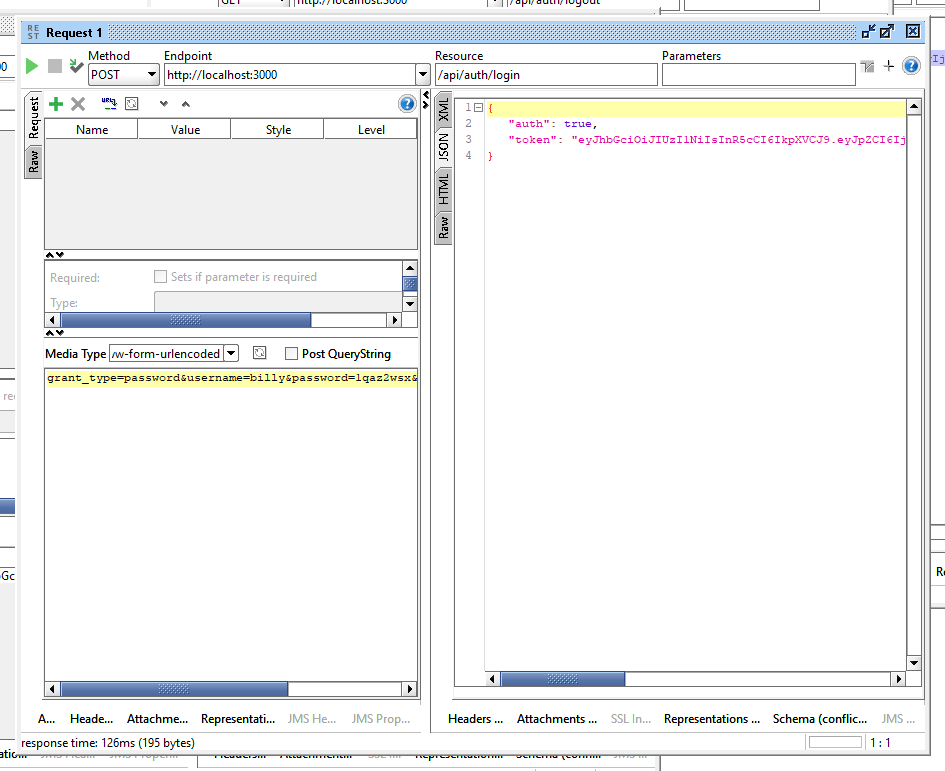 GET http://localhost:3000 /api/auth/logout
REST Request 1
Method Endpoint Resource Parameters
POST http://localhost:3000 /api/auth/login
Request
Raw
Name Value Style Level
Required: Sets if parameter is required
Type:
Media Type /w-form-urlencoded Post QueryString
grant_type=password&username=billy&password=1qaz2wsx&
XML
JSON
HTML
Raw
1 {
2 "auth": true,
3 "token": "eyJhbGciOiJIUzI1NiIsInR5cCI6IkpXVCJ9.eyJpZCI6Ij
4 }
A... Heade... Attachme... Representati... JMS He... JMS Prop...
Headers ... Attachments ... SSL In... Representations ... Schema (conflic... JMS ...
response time: 126ms (195 bytes) 1 : 1